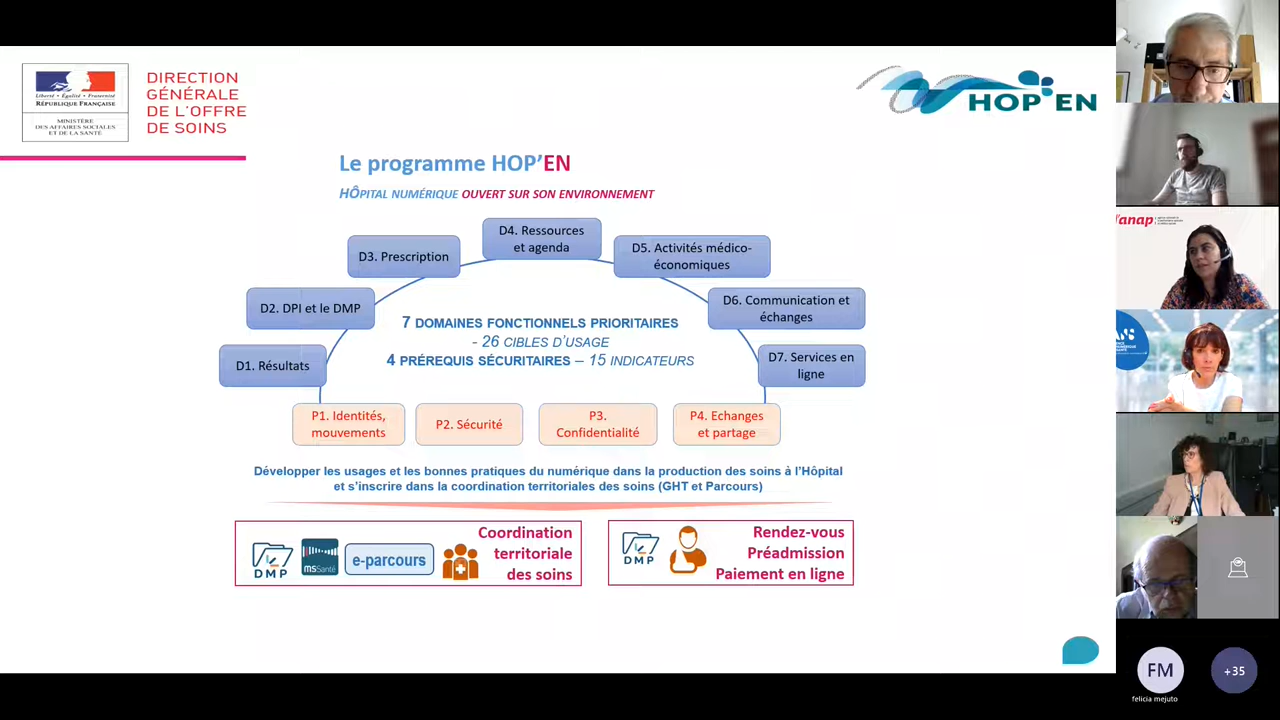 Liberté • Égalité • Fraternité
RÉPUBLIQUE FRANÇAISE
MINISTÈRE
DES AFFAIRES SOCIALES
ET DE LA SANTÉ
DIRECTION
GÉNÉRALE
DE L'OFFRE
DE SOINS
HOP'EN
Le programme HOP'EN
HÔPITAL NUMÉRIQUE OUVERT SUR SON ENVIRONNEMENT
D4. Ressources
et agenda
D3. Prescription
D5. Activités médico-
économiques
D2. DPI et le DMP
D6. Communication et
échanges
7 DOMAINES FONCTIONNELS PRIORITAIRES
- 26 CIBLES D'USAGE
4 PRÉREQUIS SÉCURITAIRES – 15 INDICATEURS
D1. Résultats
D7. Services en
ligne
P1. Identités,
mouvements
P2. Sécurité
P3.
Confidentialité
P4. Echanges
et partage
Développer les usages et les bonnes pratiques du numérique dans la production des soins à l'Hôpital
et s'inscrire dans la coordination territoriales des soins (GHT et Parcours)
DMP
msSanté
e-parcours
Coordination
territoriale
des soins
DMP
Rendez-vous
Préadmission
Paiement en ligne
l'anap
FM
felicia mejuto
+35